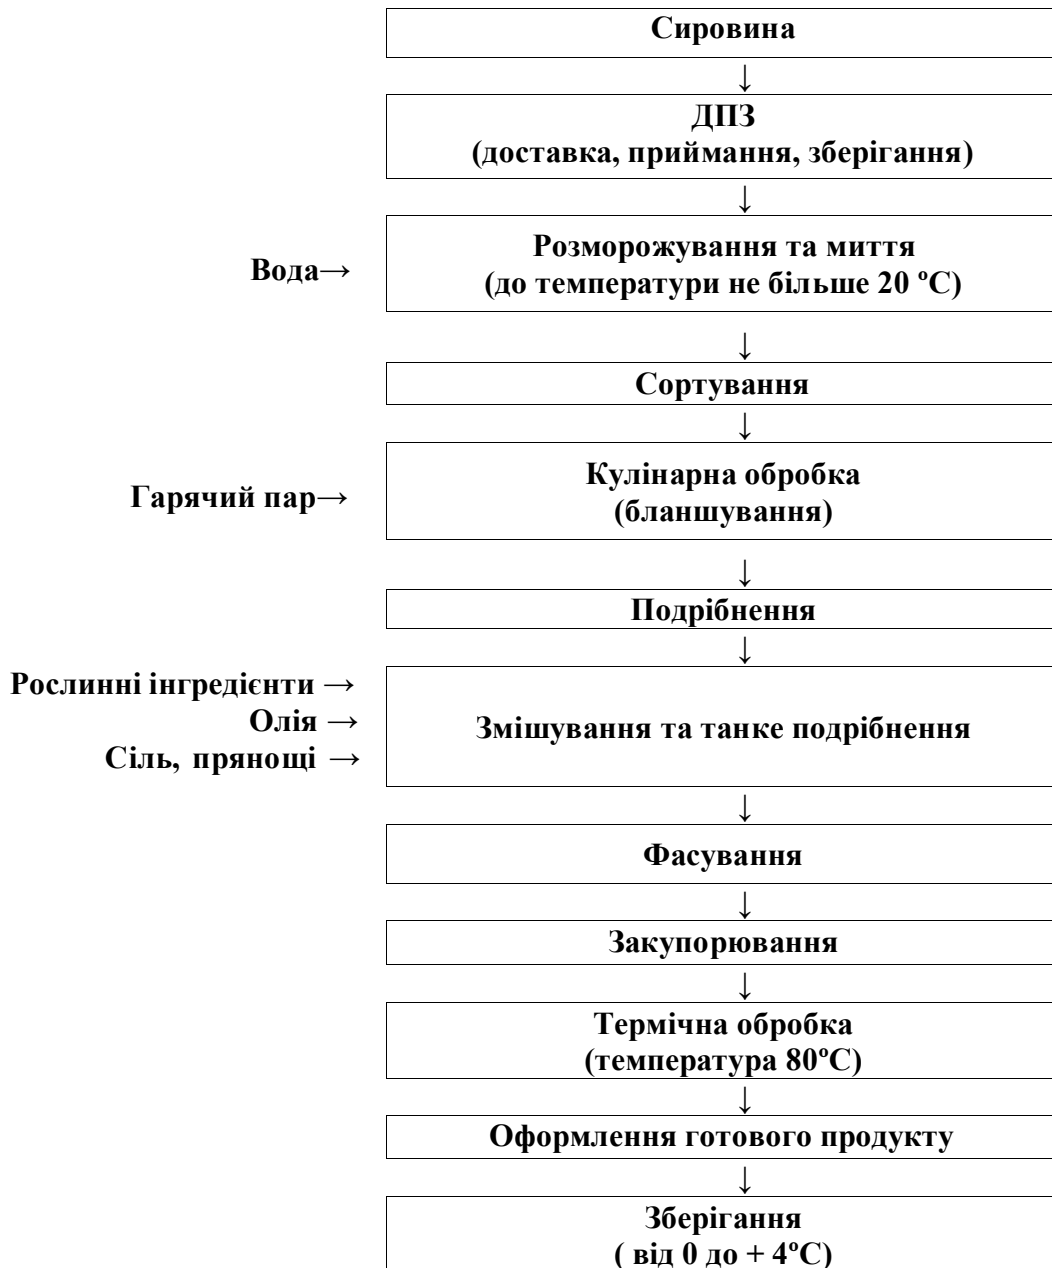 Сировина
↓
ДПЗ
(доставка, приймання, зберігання)
↓
Вода→
Розморожування та миття
(до температури не більше 20 ºС)
↓
Сортування
↓
Гарячий пар→
Кулінарна обробка
(бланшування)
↓
Подрібнення
↓
Рослинні інгредієнти →
Олія →
Сіль, прянощі →
Змішування та танке подрібнення
↓
Фасування
↓
Закупорювання
↓
Термічна обробка
(температура 80ºС)
↓
Оформлення готового продукту
↓
Зберігання
( від 0 до + 4ºС)